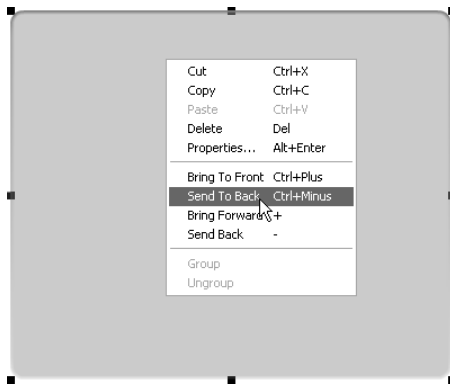 Cut Ctrl+X
Copy Ctrl+C
Paste Ctrl+V
Delete Del
Properties... Alt+Enter
Bring To Front Ctrl+Plus
Send To Back Ctrl+Minus
Bring Forward +
Send Back -
Group
Ungroup